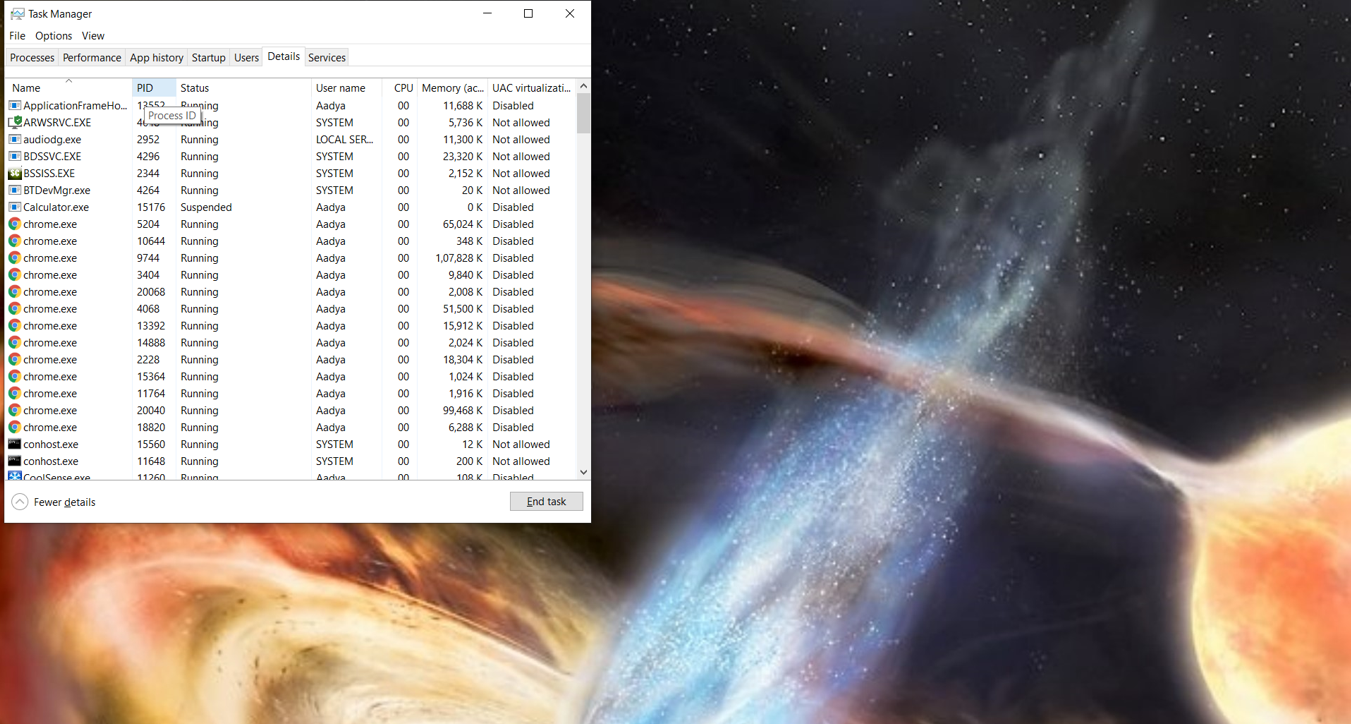 Task Manager
File Options View
Processes Performance App history Startup Users Details Services
Name PID Status User name CPU Memory (ac... UAC virtualizati...
ApplicationFrameHo... 13552 Running Aadya 00 11,688 K Disabled
Process ID
ARWSRVC.EXE SYSTEM 00 5,736 K Not allowed
audiodg.exe 2952 Running LOCAL SER... 00 11,300 K Not allowed
BDSSVC.EXE 4296 Running SYSTEM 00 23,320 K Not allowed
BSSISS.EXE 2344 Running SYSTEM 00 2,152 K Not allowed
BTDevMgr.exe 4264 Running SYSTEM 00 20 K Not allowed
Calculator.exe 15176 Suspended Aadya 00 0 K Disabled
chrome.exe 5204 Running Aadya 00 65,024 K Disabled
chrome.exe 10644 Running Aadya 00 348 K Disabled
chrome.exe 9744 Running Aadya 00 1,07,828 K Disabled
chrome.exe 3404 Running Aadya 00 9,840 K Disabled
chrome.exe 20068 Running Aadya 00 2,008 K Disabled
chrome.exe 4068 Running Aadya 00 51,500 K Disabled
chrome.exe 13392 Running Aadya 00 15,912 K Disabled
chrome.exe 14888 Running Aadya 00 2,024 K Disabled
chrome.exe 2228 Running Aadya 00 18,304 K Disabled
chrome.exe 15364 Running Aadya 00 1,024 K Disabled
chrome.exe 11764 Running Aadya 00 1,916 K Disabled
chrome.exe 20040 Running Aadya 00 99,468 K Disabled
chrome.exe 18820 Running Aadya 00 6,288 K Disabled
conhost.exe 15560 Running SYSTEM 00 12 K Not allowed
conhost.exe 11648 Running SYSTEM 00 200 K Not allowed
CoolSense.exe 11260 Running Aadya 00 108 K Disabled
Fewer details End task